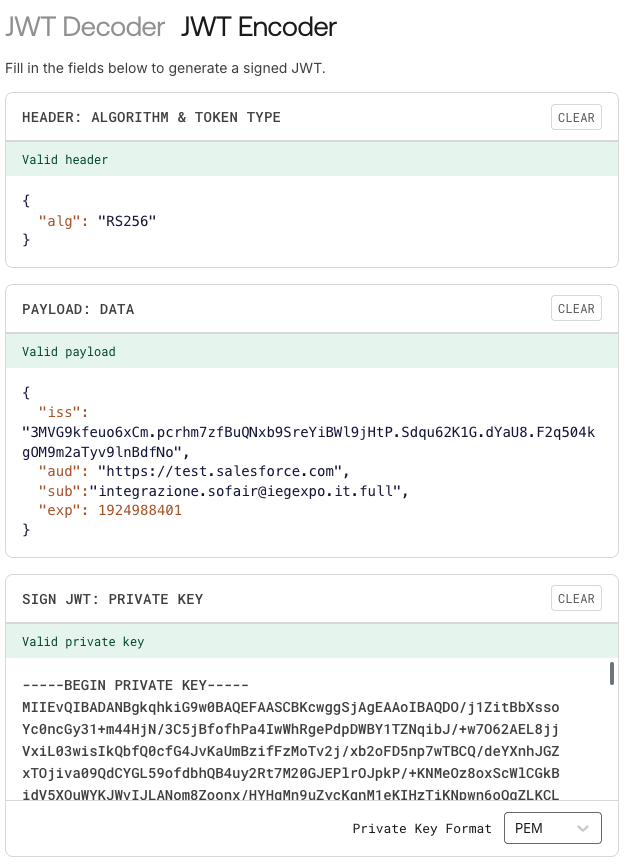 JWT Decoder JWT Encoder
Fill in the fields below to generate a signed JWT.
HEADER: ALGORITHM & TOKEN TYPE
CLEAR
Valid header
{
"alg": "RS256"
}
PAYLOAD: DATA
CLEAR
Valid payload
{
"iss":
"3MVG9kfeuo6xCm.pcrhm7zfBuQNxb9SreYiBWl9jHtP.Sdqu62K1G.dYaU8.F2q504k
gOM9m2aTyv9lnBdfNo",
"aud": "https://test.salesforce.com",
"sub":"integrazione.sofair@iegexpo.it.full",
"exp": 1924988401
}
SIGN JWT: PRIVATE KEY
CLEAR
Valid private key
-----BEGIN PRIVATE KEY-----
MIIEvQIBADANBgkqhkiG9w0BAQEFAASCBKcwggSjAgEAAoIBAQDO/j1ZitBbXsso
Yc0ncGy31+m44HjN/3C5jBfofhPa4IwWhRgePdpDWBY1TZNqibJ/+w7O62AEL8jj
VxiL03wisIkQbfQ0cfG4JvKaUmBzifFzMoTv2j/xb2oFD5np7wTBCQ/deYXnhJGZ
xTOjiva09QdCYGL59ofdbhQB4uy2Rt7M20GJEPlrOJpkP/+KNMeOz8oxScWlCGkB
Private Key Format
PEM